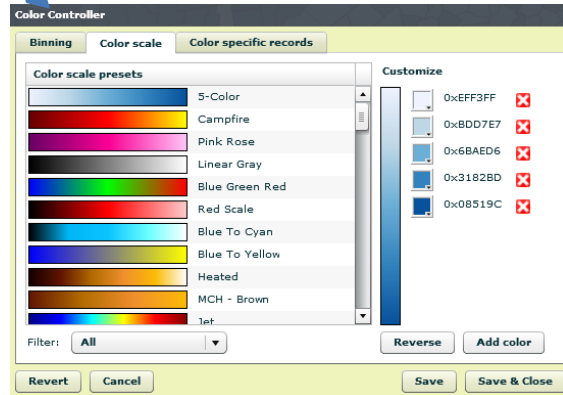 Color Controller
Binning Color scale Color specific records
Color scale presets
Customize
5-Color
Campfire
Pink Rose
Linear Gray
Blue Green Red
Red Scale
Blue To Cyan
Blue To Yellow
Heated
MCH - Brown
Jet
0xEFF3FF
0xBDD7E7
0x6BAED6
0x3182BD
0x08519C
Filter: All
Reverse Add color
Revert Cancel Save Save & Close